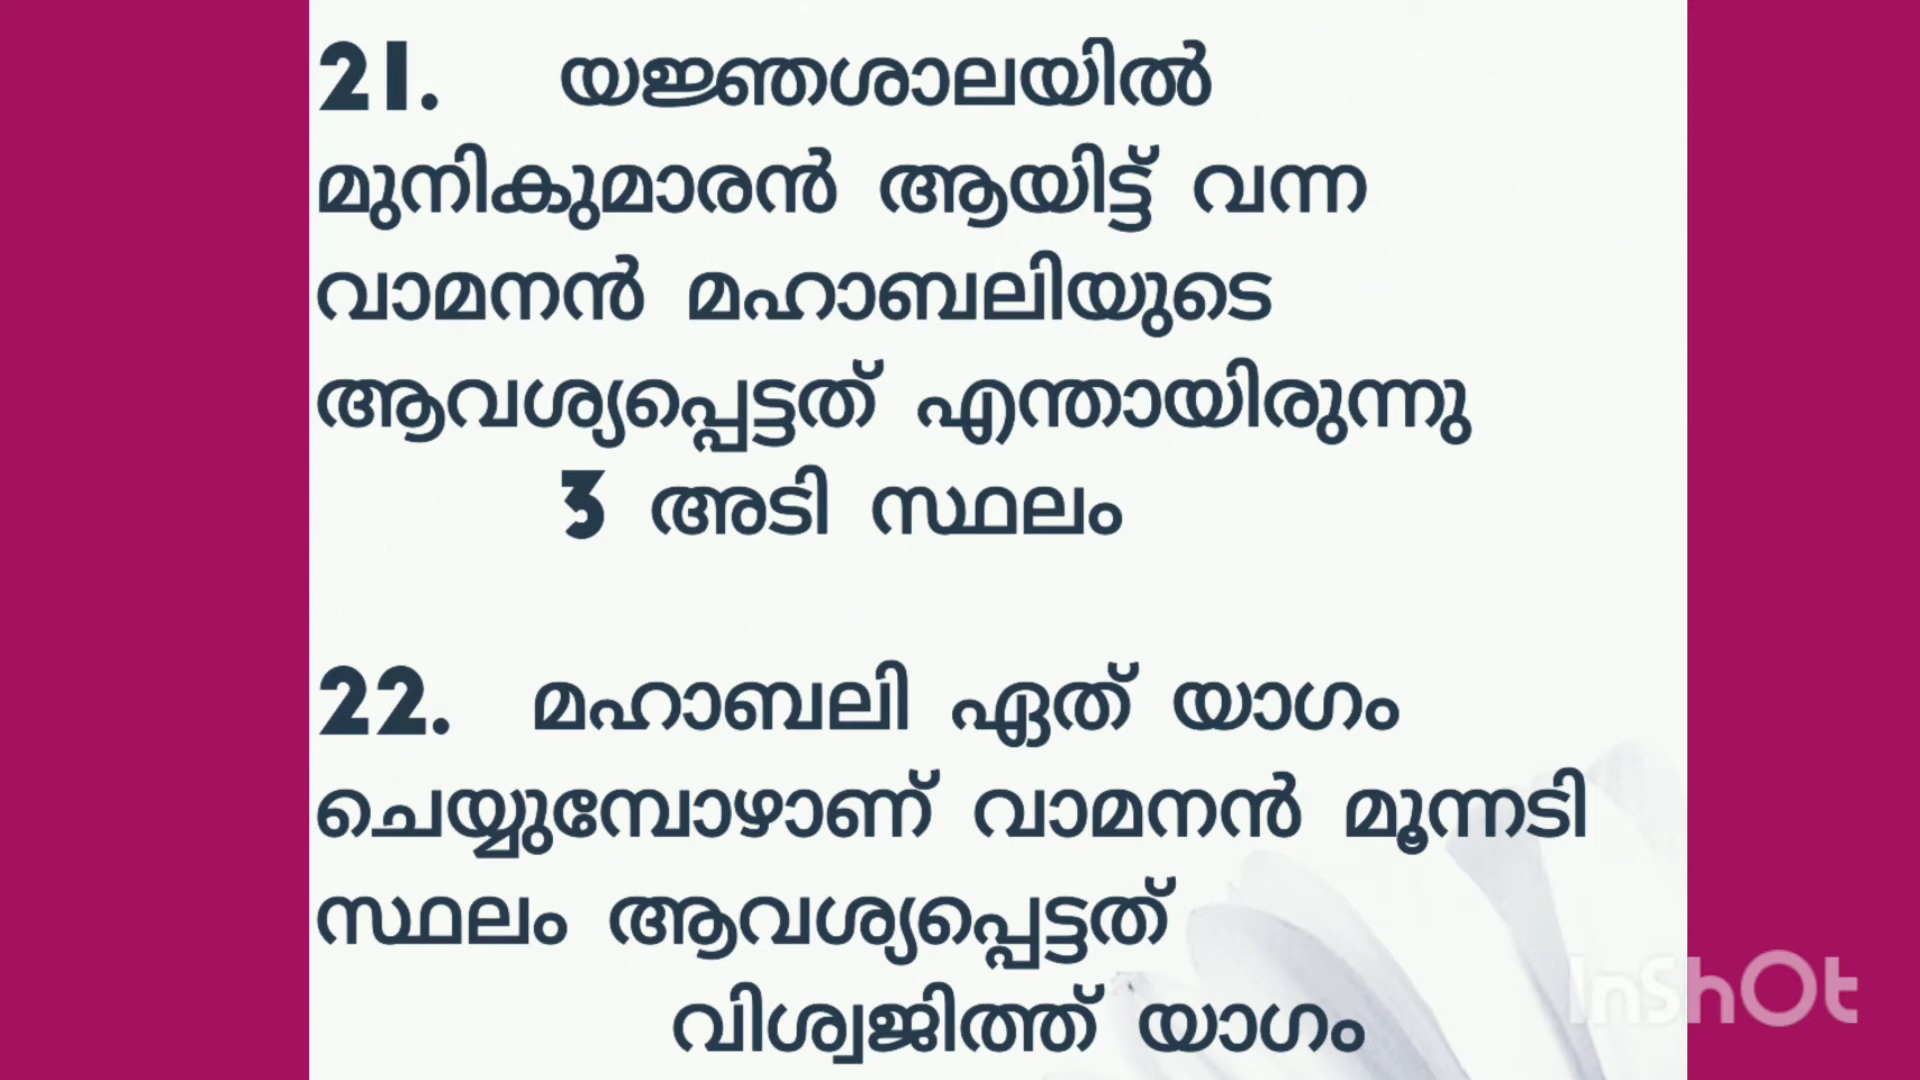 21. യജ്ഞശാലയിൽ
മുനികുമാരൻ ആയിട്ട് വന്ന
വാമനൻ മഹാബലിയുടെ
ആവശ്യപ്പെട്ടത് എന്തായിരുന്നു
3 അടി സ്ഥലം
22. മഹാബലി ഏത് യാഗം
ചെയ്യുമ്പോഴാണ് വാമനൻ മൂന്നടി
സ്ഥലം ആവശ്യപ്പെട്ടത്
വിശ്വജിത്ത് യാഗം
InShOt